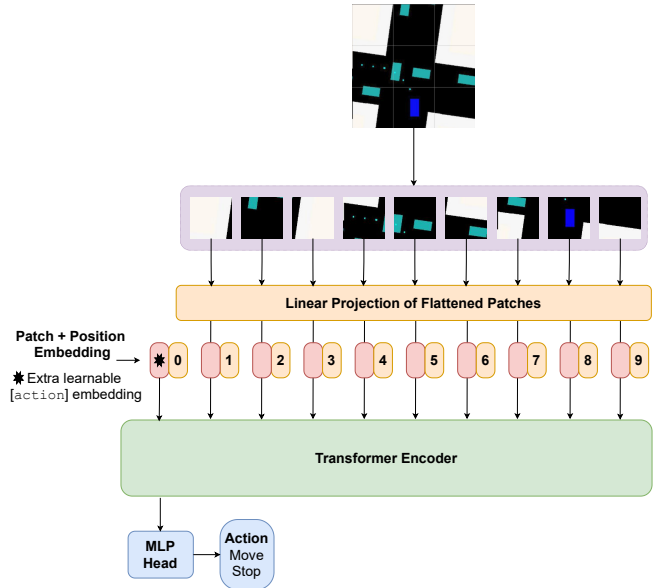 Linear Projection of Flattened Patches
Patch + Position
Embedding
0 1 2 3 4 5 6 7 8 9
Extra learnable
[action] embedding
Transformer Encoder
MLP
Head
Action
Move
Stop